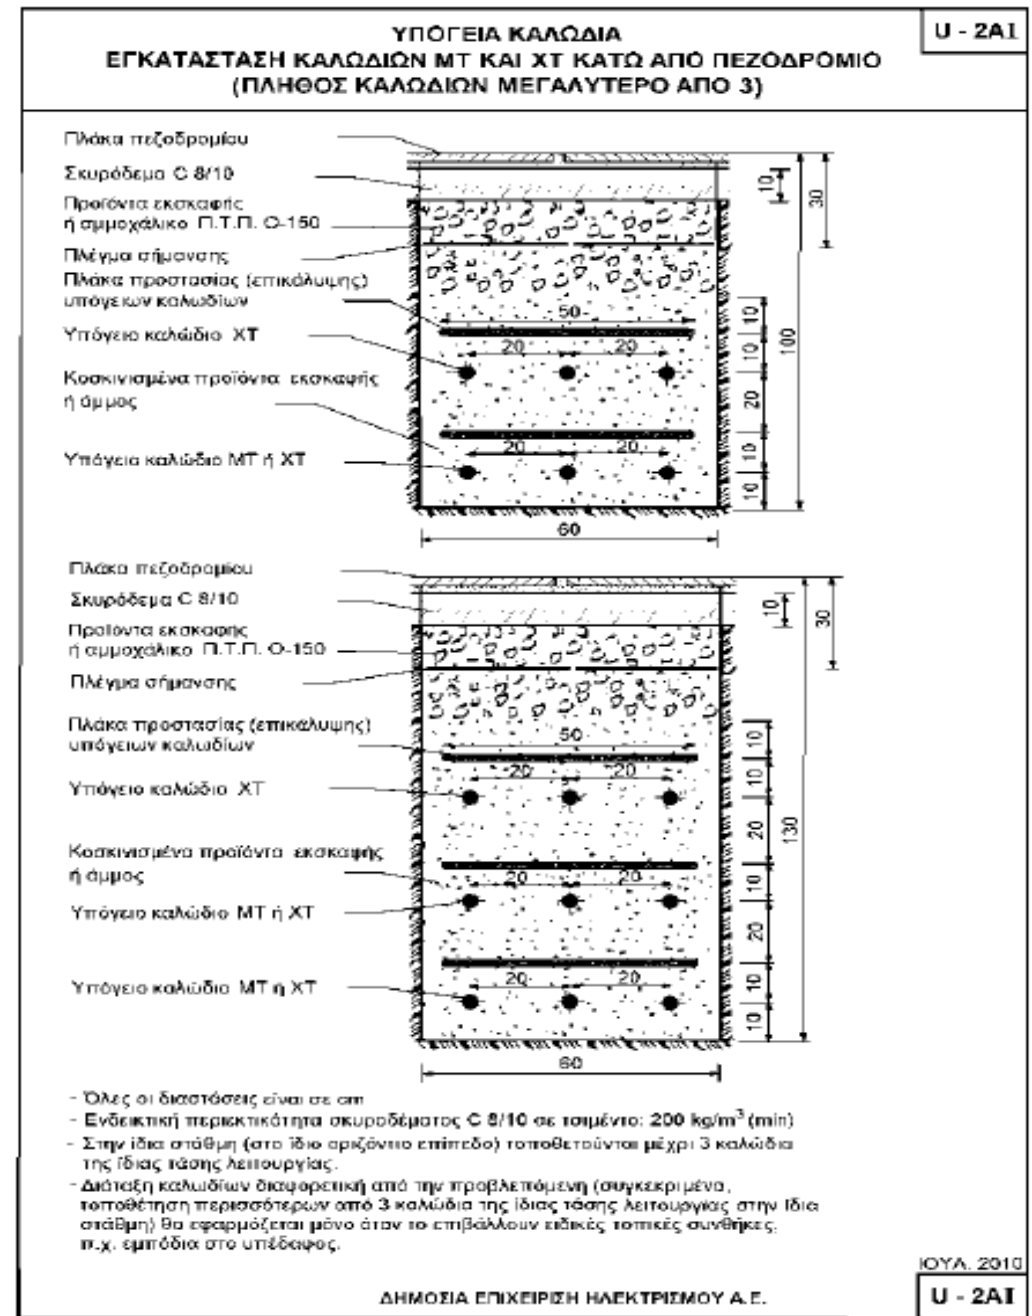 U - 2AI
ΥΠΟΓΕΙΑ ΚΑΛΩΔΙΑ
ΕΓΚΑΤΑΣΤΑΣΗ ΚΑΛΩΔΙΩΝ ΜΤ ΚΑΙ ΧΤ ΚΑΤΩ ΑΠΟ ΠΕΖΟΔΡΟΜΙΟ
(ΠΛΗΘΟΣ ΚΑΛΩΔΙΩΝ ΜΕΓΑΛΥΤΕΡΟ ΑΠΟ 3)
Πλάκα πεζοδρομίου
Σκυρόδεμα C 8/10
10
30
Προϊόντα εκσκαφής
ή αμμοχάλικο Π.Τ.Π. Ο-150
Πλέγμα σήμανσης
Πλάκα προστασίας (επικάλυψης)
υπόγειων καλωδίων
50
10
100
Υπόγειο καλώδιο ΧΤ
20 20
10
Κοσκινισμένα προϊόντα εκσκαφής
ή άμμος
20
20 20
10
Υπόγειο καλώδιο ΜΤ ή ΧΤ
10
60
Πλάκα πεζοδρομίου
Σκυρόδεμα C 8/10
10
30
Προϊόντα εκσκαφής
ή αμμοχάλικο Π.Τ.Π. Ο-150
Πλέγμα σήμανσης
Πλάκα προστασίας (επικάλυψης)
υπόγειων καλωδίων
50
10
Υπόγειο καλώδιο ΧΤ
20 20
10
130
20
Κοσκινισμένα προϊόντα εκσκαφής
ή άμμος
20 20
10
Υπόγειο καλώδιο ΜΤ ή ΧΤ
20
20 20
10
Υπόγειο καλώδιο ΜΤ ή ΧΤ
10
60
- Όλες οι διαστάσεις είναι σε cm
- Ενδεικτική περιεκτικότητα σκυροδέματος C 8/10 σε τσιμέντο: 200 kg/m³ (min)
- Στην ίδια στάθμη (στο ίδιο οριζόντιο επίπεδο) τοποθετούνται μέχρι 3 καλώδια
της ίδιας τάσης λειτουργίας.
- Διάταξη καλωδίων διαφορετική από την προβλεπόμενη (συγκεκριμένα,
τοποθέτηση περισσότερων από 3 καλώδια της ίδιας τάσης λειτουργίας στην ίδια
στάθμη) θα εφαρμόζεται μόνο όταν το επιβάλλουν ειδικές τοπικές συνθήκες,
π.χ. εμπόδια στο υπέδαφος.
ΙΟΥΛ. 2010
ΔΗΜΟΣΙΑ ΕΠΙΧΕΙΡΙΣΗ ΗΛΕΚΤΡΙΣΜΟΥ Α.Ε.
U - 2AI